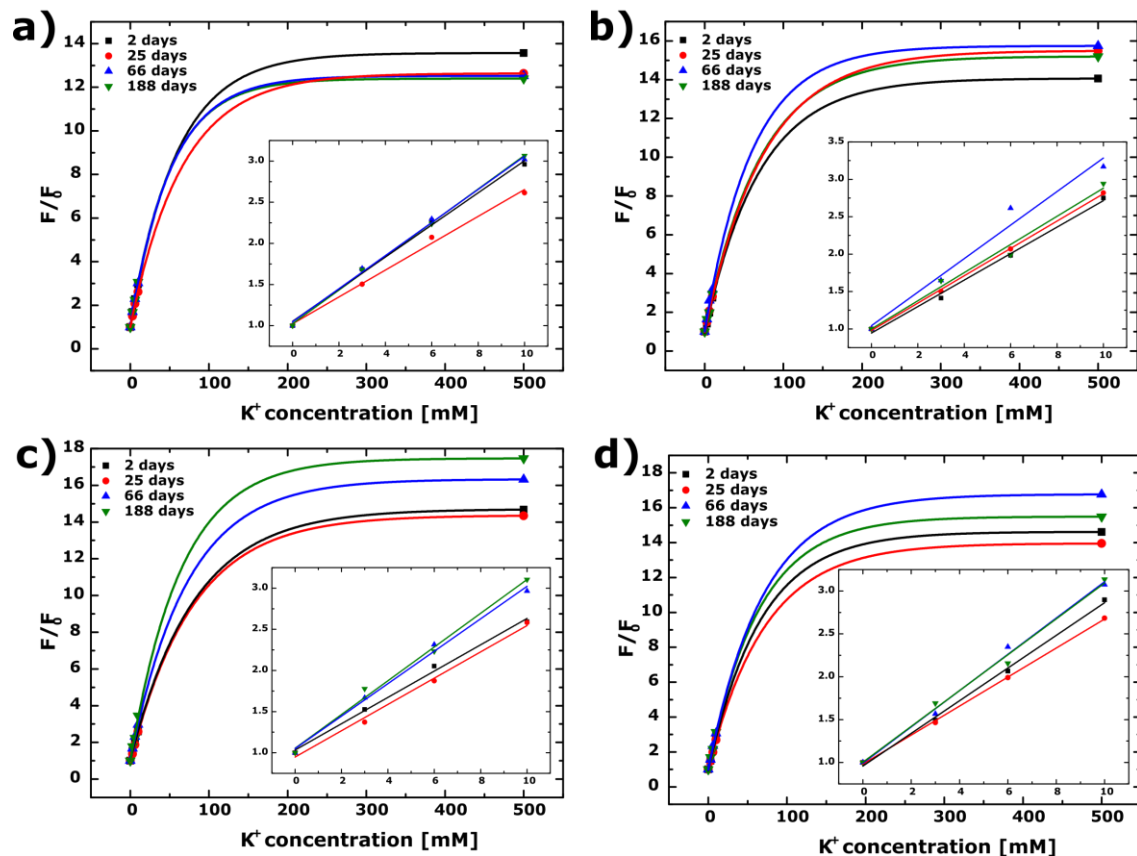 a)
2 days
25 days
66 days
188 days
F/F0
14
12
10
8
6
4
2
0
3.0
2.5
2.0
1.5
1.0
0 2 4 6 8 10
0 100 200 300 400 500
K+ concentration [mM]
b)
2 days
25 days
66 days
188 days
F/F0
16
14
12
10
8
6
4
2
0
3.5
3.0
2.5
2.0
1.5
1.0
0 2 4 6 8 10
0 100 200 300 400 500
K+ concentration [mM]
c)
2 days
25 days
66 days
188 days
F/F0
18
16
14
12
10
8
6
4
2
0
3.0
2.5
2.0
1.5
1.0
0 2 4 6 8 10
0 100 200 300 400 500
K+ concentration [mM]
d)
2 days
25 days
66 days
188 days
F/F0
18
16
14
12
10
8
6
4
2
0
3.0
2.5
2.0
1.5
1.0
0 2 4 6 8 10
0 100 200 300 400 500
K+ concentration [mM]